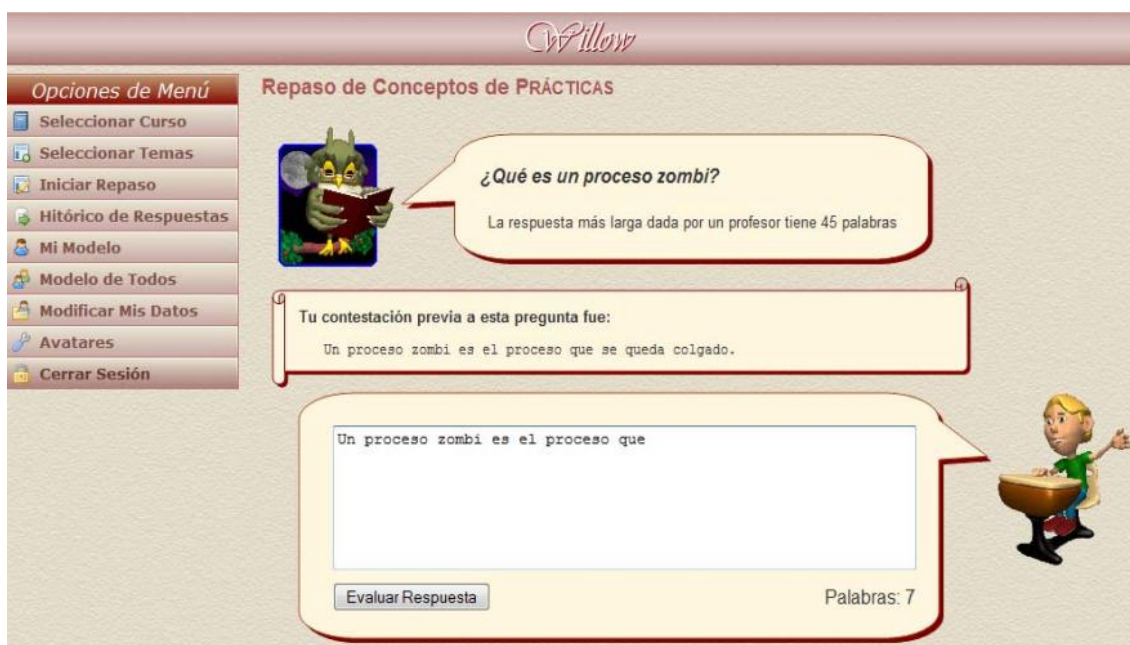 Willow
Opciones de Menú
Seleccionar Curso
Seleccionar Temas
Iniciar Repaso
Hitórico de Respuestas
Mi Modelo
Modelo de Todos
Modificar Mis Datos
Avatares
Cerrar Sesión
Repaso de Conceptos de PRÁCTICAS
¿Qué es un proceso zombi?
La respuesta más larga dada por un profesor tiene 45 palabras
Tu contestación previa a esta pregunta fue:
Un proceso zombi es el proceso que se queda colgado.
Un proceso zombi es el proceso que
Evaluar Respuesta
Palabras: 7